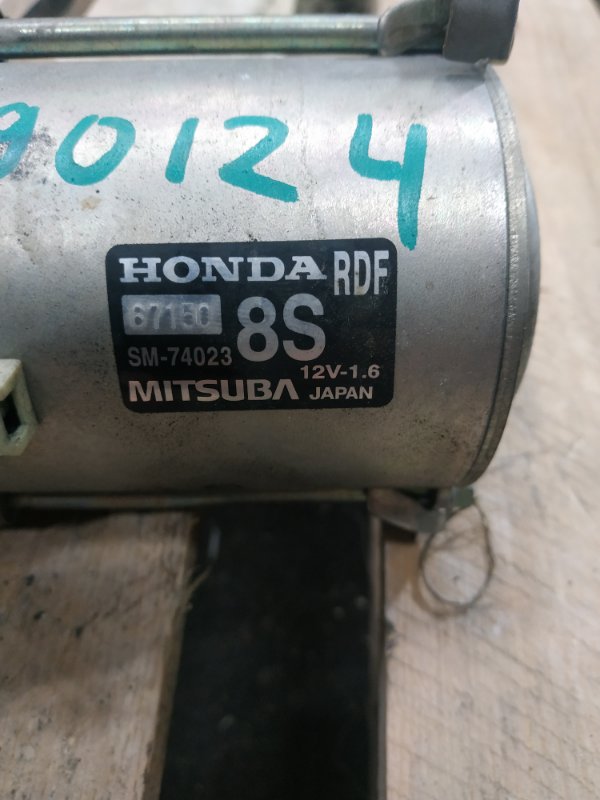 90124
HONDA RDF
67150 8S
SM-74023
12V-1.6
MITSUBA JAPAN